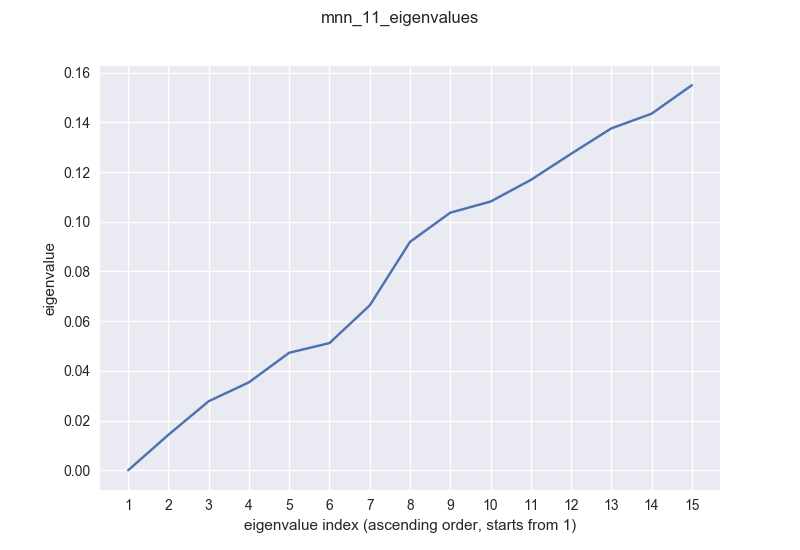 mnn_11_eigenvalues
0.16
0.14
0.12
0.10
0.08
0.06
0.04
0.02
0.00
eigenvalue
1 2 3 4 5 6 7 8 9 10 11 12 13 14 15
eigenvalue index (ascending order, starts from 1)